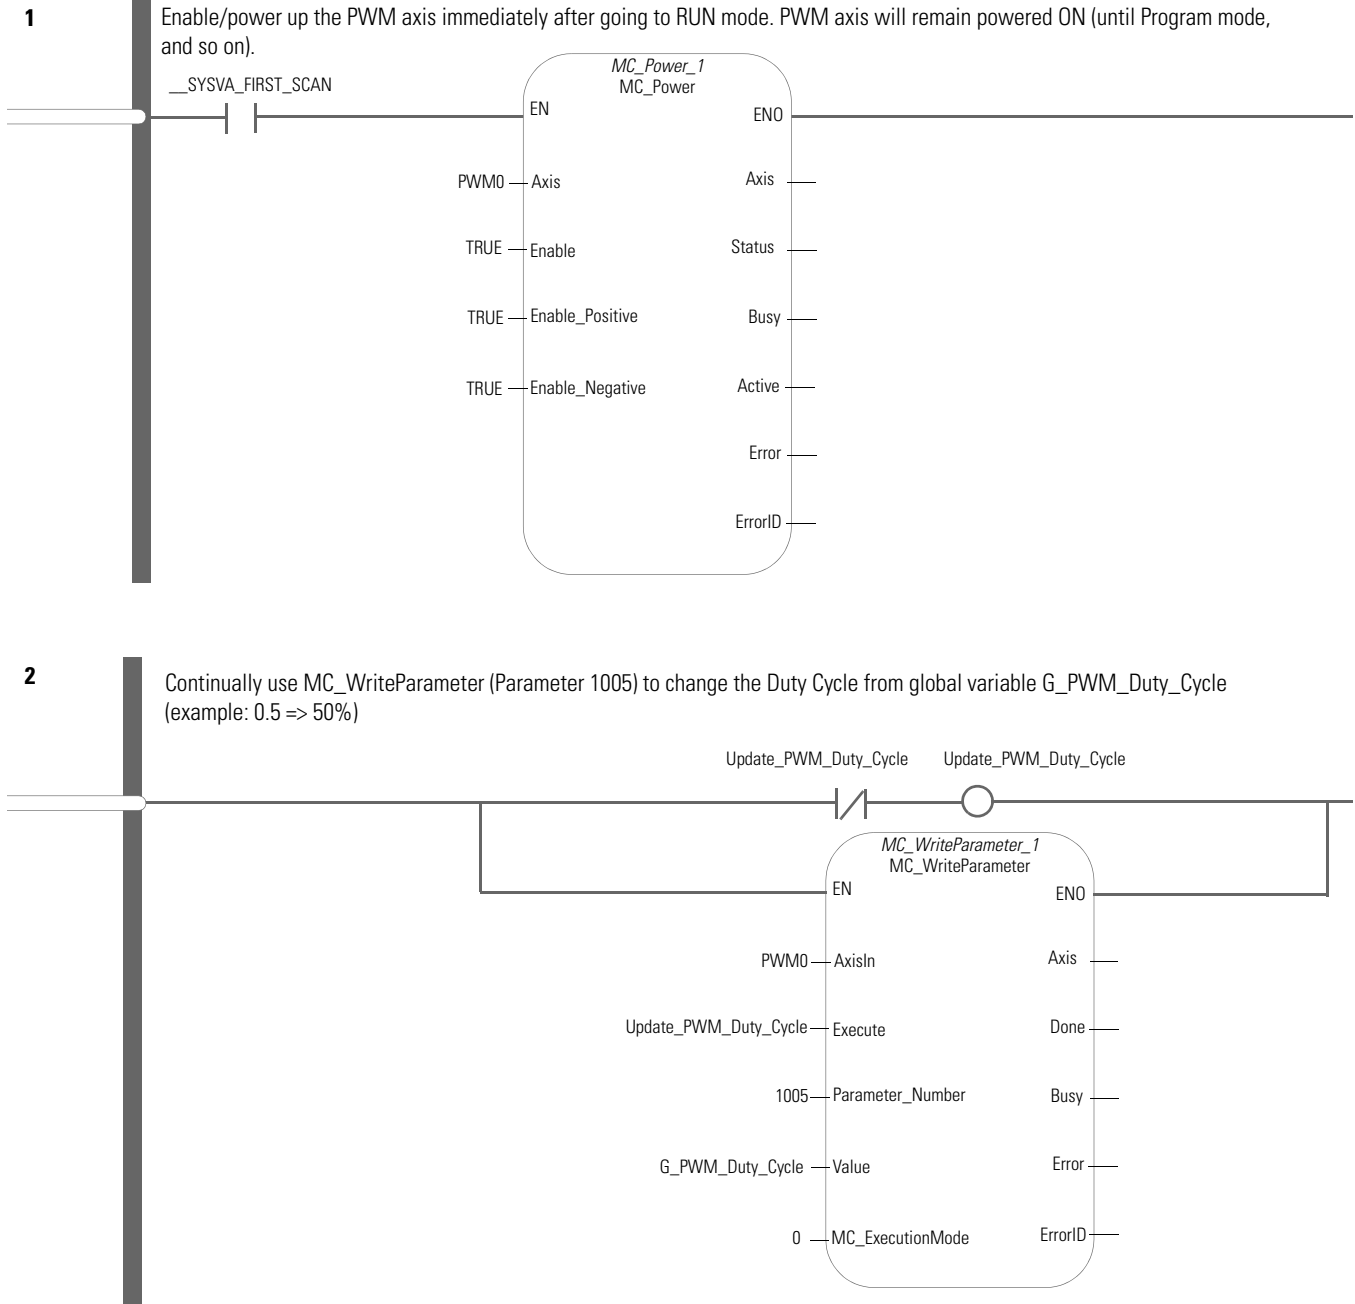 1
Enable/power up the PWM axis immediately after going to RUN mode. PWM axis will remain powered ON (until Program mode,
and so on).
__SYSVA_FIRST_SCAN
MC_Power_1
MC_Power
EN
ENO
PWM0
Axis
Axis
TRUE
Enable
Status
TRUE
Enable_Positive
Busy
TRUE
Enable_Negative
Active
Error
ErrorID
2
Continually use MC_WriteParameter (Parameter 1005) to change the Duty Cycle from global variable G_PWM_Duty_Cycle
(example: 0.5 => 50%)
Update_PWM_Duty_Cycle
Update_PWM_Duty_Cycle
MC_WriteParameter_1
MC_WriteParameter
EN
ENO
PWM0
AxisIn
Axis
Update_PWM_Duty_Cycle
Execute
Done
1005
Parameter_Number
Busy
G_PWM_Duty_Cycle
Value
Error
0
MC_ExecutionMode
ErrorID